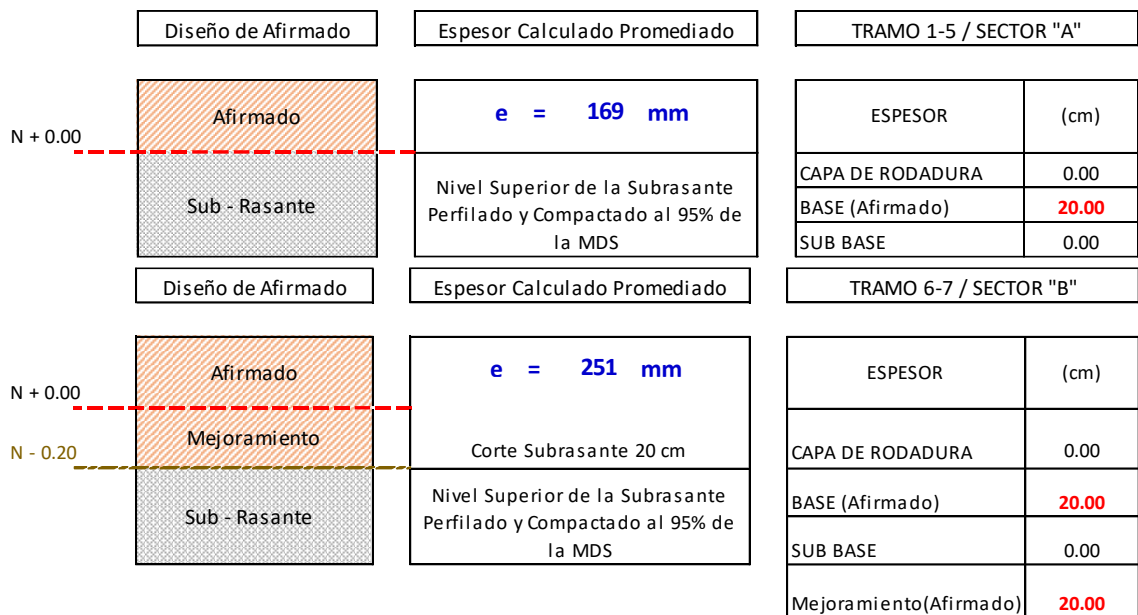 Diseño de Afirmado
Espesor Calculado Promediado
TRAMO 1-5 / SECTOR "A"
Afirmado
e = 169 mm
ESPESOR (cm)
N + 0.00
Sub - Rasante
Nivel Superior de la Subrasante
Perfilado y Compactado al 95% de
la MDS
CAPA DE RODADURA 0.00
BASE (Afirmado) 20.00
SUB BASE 0.00
Diseño de Afirmado
Espesor Calculado Promediado
TRAMO 6-7 / SECTOR "B"
Afirmado
e = 251 mm
ESPESOR (cm)
N + 0.00
Mejoramiento
N - 0.20
Corte Subrasante 20 cm
CAPA DE RODADURA 0.00
Sub - Rasante
Nivel Superior de la Subrasante
Perfilado y Compactado al 95% de
la MDS
BASE (Afirmado) 20.00
SUB BASE 0.00
Mejoramiento(Afirmado) 20.00